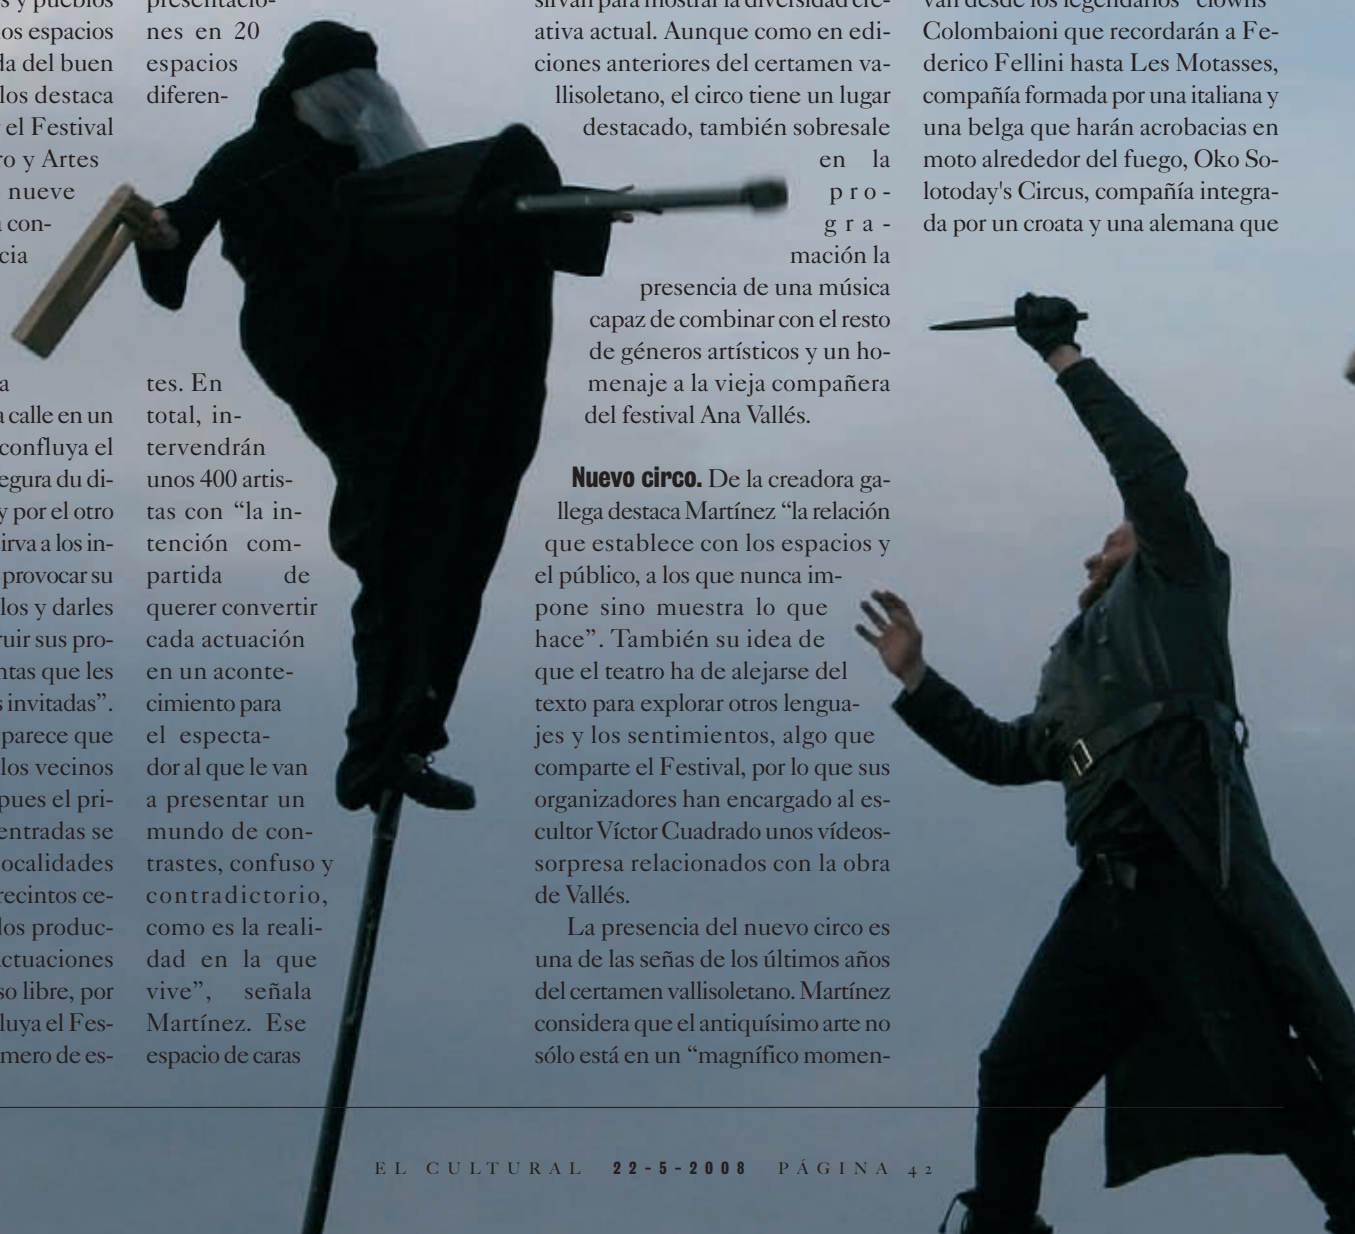 s y pueblos
os espacios
da del buen
los destaca
el Festival
ro y Artes
nueve
con-
cia
a
a calle en un
confluya el
egura du di-
y por el otro
irva a los in-
provocar su
los y darles
ruir sus pro-
ntas que les
s invitadas”.
parece que
los vecinos
pues el pri-
entradas se
localidades
recintos ce-
los produc-
ctuaciones
so libre, por
luya el Fes-
mero de es-
presentacio-
nes en 20
espacios
diferen-
tes. En
total, in-
tervendrán
unos 400 artis-
tas con “la in-
tención com-
partida de
querer convertir
cada actuación
en un aconte-
cimiento para
el especta-
dor al que le van
a presentar un
mundo de con-
trastes, confuso y
contradictorio,
como es la reali-
dad en la que
vive”, señala
Martínez. Ese
espacio de caras
sirvan para mostrar la diversidad cre-
ativa actual. Aunque como en edi-
ciones anteriores del certamen va-
llisoletano, el circo tiene un lugar
destacado, también sobresale
en la
pro-
gra-
mación la
presencia de una música
capaz de combinar con el resto
de géneros artísticos y un ho-
menaje a la vieja compañera
del festival Ana Vallés.
Nuevo circo. De la creadora ga-
llega destaca Martínez “la relación
que establece con los espacios y
el público, a los que nunca im-
pone sino muestra lo que
hace”. También su idea de
que el teatro ha de alejarse del
texto para explorar otros lengua-
jes y los sentimientos, algo que
comparte el Festival, por lo que sus
organizadores han encargado al es-
cultor Víctor Cuadrado unos vídeos-
sorpresa relacionados con la obra
de Vallés.
La presencia del nuevo circo es
una de las señas de los últimos años
del certamen vallisoletano. Martínez
considera que el antiquísimo arte no
sólo está en un “magnífico momen-
van desde los legendarios “clowns”
Colombaioni que recordarán a Fe-
derico Fellini hasta Les Motasses,
compañía formada por una italiana y
una belga que harán acrobacias en
moto alrededor del fuego, Oko So-
lotoday's Circus, compañía integra-
da por un croata y una alemana que
EL CULTURAL 22-5-2008 PÁGINA 42